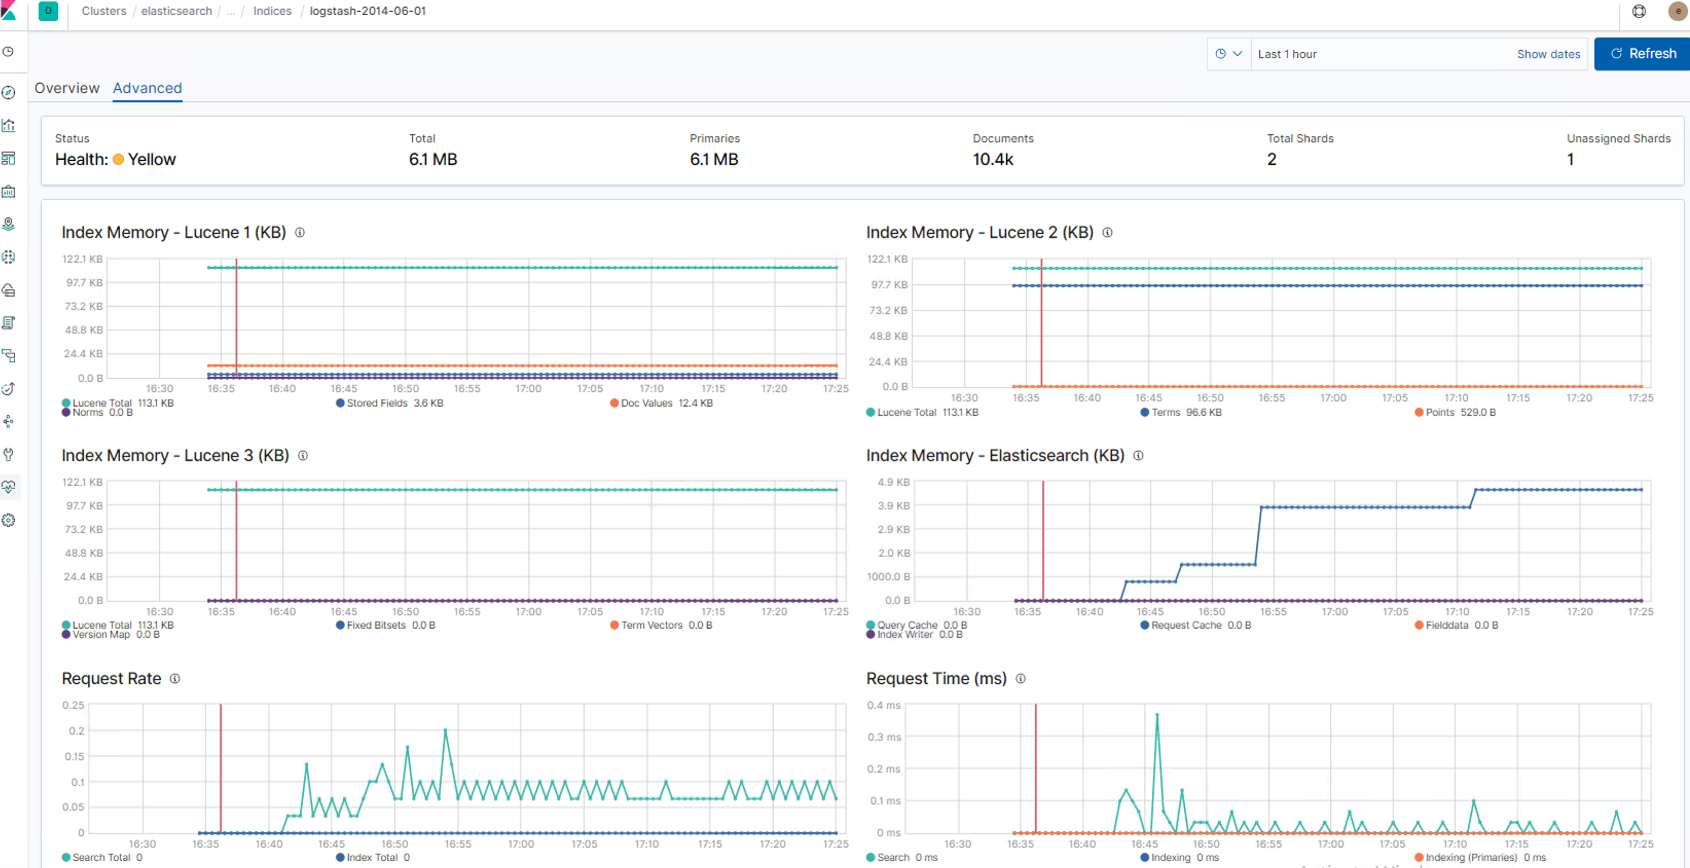 D Clusters / elasticsearch / ... / Indices / logstash-2014-06-01 e
Last 1 hour Show dates Refresh
Overview Advanced
Status Total Primaries Documents Total Shards Unassigned Shards
Health: Yellow 6.1 MB 6.1 MB 10.4k 2 1
Index Memory - Lucene 1 (KB)
122.1 KB
97.7 KB
73.2 KB
48.8 KB
24.4 KB
0.0 B
16:30 16:35 16:40 16:45 16:50 16:55 17:00 17:05 17:10 17:15 17:20 17:25
Lucene Total 113.1 KB Stored Fields 3.6 KB Doc Values 12.4 KB
Norms 0.0 B
Index Memory - Lucene 2 (KB)
122.1 KB
97.7 KB
73.2 KB
48.8 KB
24.4 KB
0.0 B
16:30 16:35 16:40 16:45 16:50 16:55 17:00 17:05 17:10 17:15 17:20 17:25
Lucene Total 113.1 KB Terms 96.6 KB Points 529.0 B
Index Memory - Lucene 3 (KB)
122.1 KB
97.7 KB
73.2 KB
48.8 KB
24.4 KB
0.0 B
16:30 16:35 16:40 16:45 16:50 16:55 17:00 17:05 17:10 17:15 17:20 17:25
Lucene Total 113.1 KB Fixed Bitsets 0.0 B Term Vectors 0.0 B
Version Map 0.0 B
Index Memory - Elasticsearch (KB)
4.9 KB
3.9 KB
2.9 KB
2.0 KB
1000.0 B
0.0 B
16:30 16:35 16:40 16:45 16:50 16:55 17:00 17:05 17:10 17:15 17:20 17:25
Query Cache 0.0 B Request Cache 0.0 B Fielddata 0.0 B
Index Writer 0.0 B
Request Rate
0.25
0.2
0.15
0.1
0.05
0
16:30 16:35 16:40 16:45 16:50 16:55 17:00 17:05 17:10 17:15 17:20 17:25
Search Total 0 Index Total 0
Request Time (ms)
0.4 ms
0.3 ms
0.2 ms
0.1 ms
0 ms
16:30 16:35 16:40 16:45 16:50 16:55 17:00 17:05 17:10 17:15 17:20 17:25
Search 0 ms Indexing 0 ms Indexing (Primaries) 0 ms